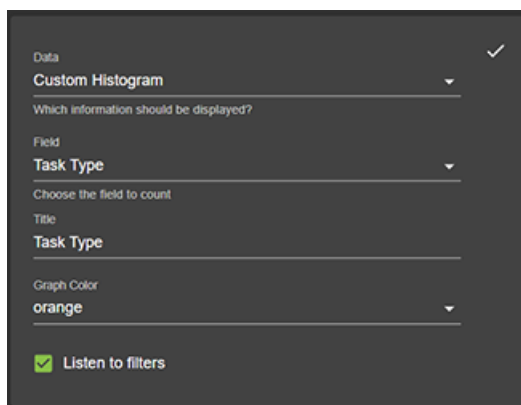 Data
Custom Histogram
Which information should be displayed?
Field
Task Type
Choose the field to count
Title
Task Type
Graph Color
orange
Listen to filters